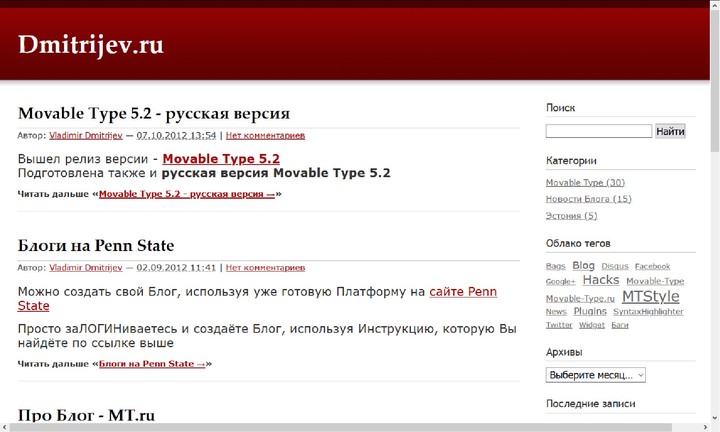 Dmitrijev.ru
Movable Type 5.2 - русская версия
Автор: Vladimir Dmitrijev — 07.10.2012 13:54 | Нет комментариев
Вышел релиз версии - Movable Type 5.2
Подготовлена также и русская версия Movable Type 5.2
Читать дальше «Movable Type 5.2 - русская версия →»
Блоги на Penn State
Автор: Vladimir Dmitrijev — 02.09.2012 11:41 | Нет комментариев
Можно создать свой Блог, используя уже готовую Платформу на сайте Penn
State
Просто заЛОГИНиваетесь и создаёте Блог, используя Инструкцию, которую Вы
найдёте по ссылке выше
Читать дальше «Блоги на Penn State →»
Про Блог - MT.ru
Поиск
Найти
Категории
Movable Type (30)
Новости Блога (15)
Эстония (5)
Облако тегов
Bags Blog Disqus Facebook
Google+ Hacks Movable-Type
Movable-Type.ru MTStyle
News Plugins SyntaxHighlighter
Twitter Widget Баги
Архивы
Выберите месяц...
Последние записи